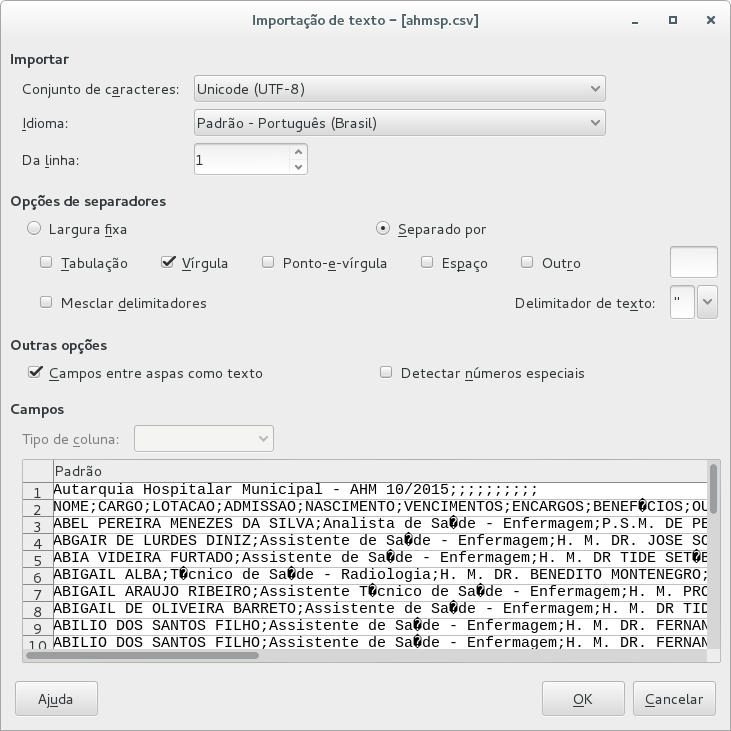 Importação de texto – [ahmsp.csv]
Importar
Conjunto de caracteres: Unicode (UTF-8)
Idioma: Padrão - Português (Brasil)
Da linha: 1
Opções de separadores
Largura fixa Separado por
Tabulação Vírgula Ponto-e-vírgula Espaço Outro
Mesclar delimitadores Delimitador de texto: "
Outras opções
Campos entre aspas como texto Detectar números especiais
Campos
Tipo de coluna:
Padrão
1 Autarquia Hospitalar Municipal - AHM 10/2015;;;;;;;;;;
2 NOME;CARGO;LOTACAO;ADMISSAO;NASCIMENTO;VENCIMENTOS;ENCARGOS;BENEF�CIOS;OU
3 ABEL PEREIRA MENEZES DA SILVA;Analista de Sa�de - Enfermagem;P.S.M. DE PE
4 ABGAIR DE LURDES DINIZ;Assistente de Sa�de - Enfermagem;H. M. DR. JOSE SO
5 ABIA VIDEIRA FURTADO;Assistente de Sa�de - Enfermagem;H. M. DR TIDE SET�B
6 ABIGAIL ALBA;T�cnico de Sa�de - Radiologia;H. M. DR. BENEDITO MONTENEGRO;
7 ABIGAIL ARAUJO RIBEIRO;Assistente T�cnico de Sa�de - Enfermagem;H. M. PRO
8 ABIGAIL DE OLIVEIRA BARRETO;Assistente de Sa�de - Enfermagem;H. M. DR TID
9 ABILIO DOS SANTOS FILHO;Assistente de Sa�de - Enfermagem;H. M. DR. FERNAN
10 ABILIO DOS SANTOS FILHO;Assistente de Sa�de - Enfermagem;H. M. DR. FERNAN
Ajuda OK Cancelar